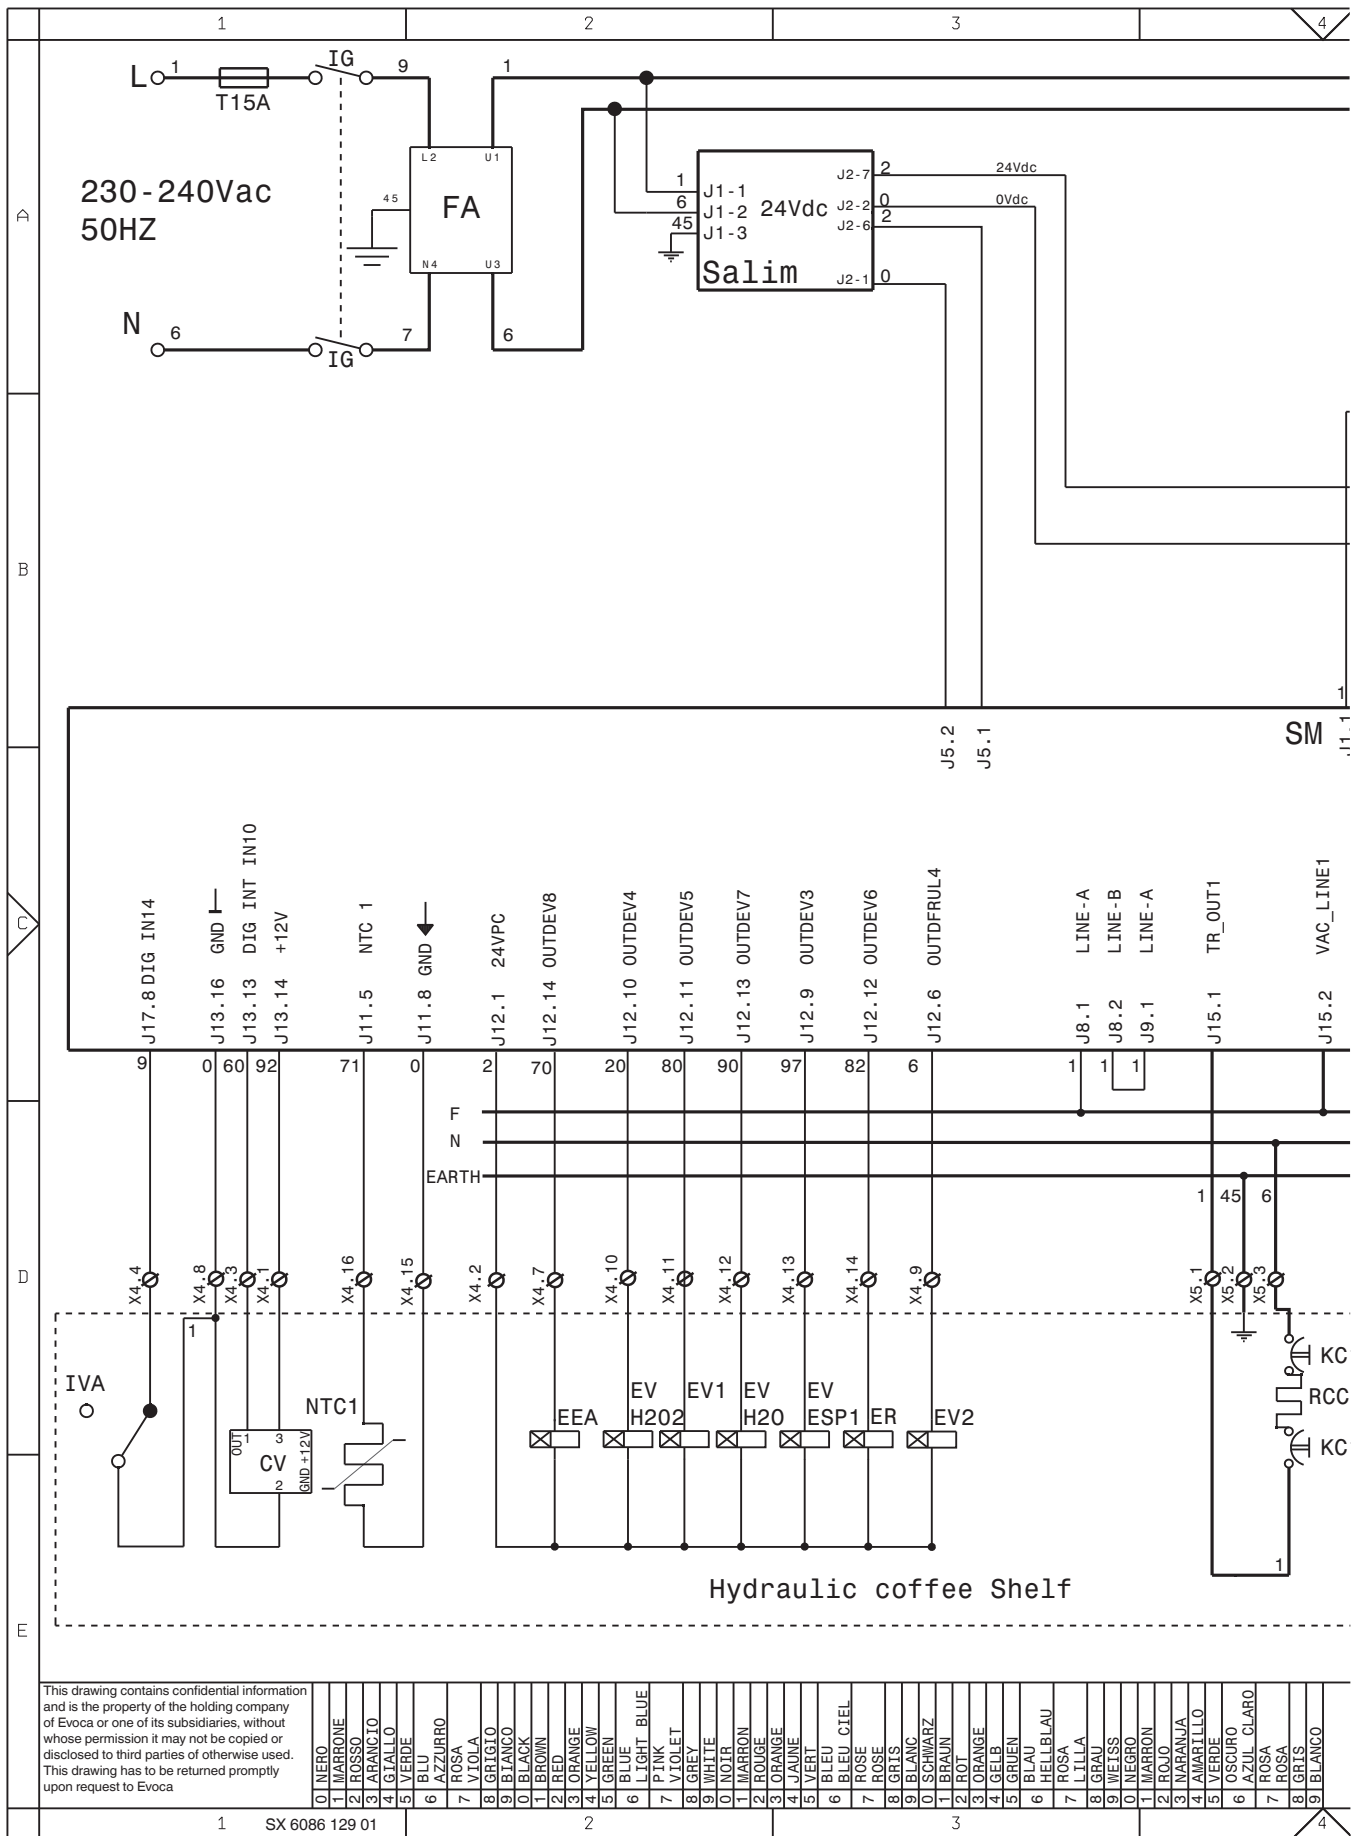 1 2 3 4
L 1 T15A IG 9 1
230-240Vac
50HZ
N 6 IG 7 6
L2 U1
45 FA
N4 U3
1 J1-1
6 J1-2
45 J1-3
24Vdc
Salim
J2-7 2 24Vdc
J2-2 0 0Vdc
J2-6 2
J2-1 0
A
B
C
D
E
J5.2
J5.1
SM
1
J1.1
J17.8 DIG IN14
J13.16 GND
J13.13 DIG INT IN10
J13.14 +12V
J11.5 NTC 1
J11.8 GND
J12.1 24VPC
J12.14 OUTDEV8
J12.10 OUTDEV4
J12.11 OUTDEV5
J12.13 OUTDEV7
J12.9 OUTDEV3
J12.12 OUTDEV6
J12.6 OUTDFRUL4
J8.1 LINE-A
J8.2 LINE-B
J9.1 LINE-A
J15.1 TR_OUT1
J15.2 VAC_LINE1
9 0 60 92 71 0 2 70 20 80 90 97 82 6 1 1 1
F
N
EARTH
1 45 6
X4.4 X4.8 X4.3 X4.1 X4.16 X4.15 X4.2 X4.7 X4.10 X4.11 X4.12 X4.13 X4.14 X4.9 X5.1 X5.2 X5.3
1
IVA
OUT 1 3 +12V
CV
2 GND
NTC1
EEA
EV
H2O2
EV1
EV
H2O
EV
ESP1
ER
EV2
KC
RCC
KC
1
Hydraulic coffee Shelf
This drawing contains confidential information
and is the property of the holding company
of Evoca or one of its subsidiaries, without
whose permission it may not be copied or
disclosed to third parties of otherwise used.
This drawing has to be returned promptly
upon request to Evoca
0 NERO
1 MARRONE
2 ROSSO
3 ARANCIO
4 GIALLO
5 VERDE
6 BLU
AZZURRO
7 ROSA
VIOLA
8 GRIGIO
9 BIANCO
0 BLACK
1 BROWN
2 RED
3 ORANGE
4 YELLOW
5 GREEN
6 BLUE
LIGHT BLUE
7 PINK
VIOLET
8 GREY
9 WHITE
0 NOIR
1 MARRON
2 ROUGE
3 ORANGE
4 JAUNE
5 VERT
6 BLEU
BLEU CIEL
7 ROSE
ROSE
8 GRIS
9 BLANC
0 SCHWARZ
1 BRAUN
2 ROT
3 ORANGE
4 GELB
5 GRUEN
6 BLAU
HELLBLAU
7 ROSA
LILLA
8 GRAU
9 WEISS
0 NEGRO
1 MARRON
2 ROJO
3 NARANJA
4 AMARILLO
5 VERDE
6 OSCURO
AZUL CLARO
7 ROSA
ROSA
8 GRIS
9 BLANCO
1 SX 6086 129 01 2 3 4